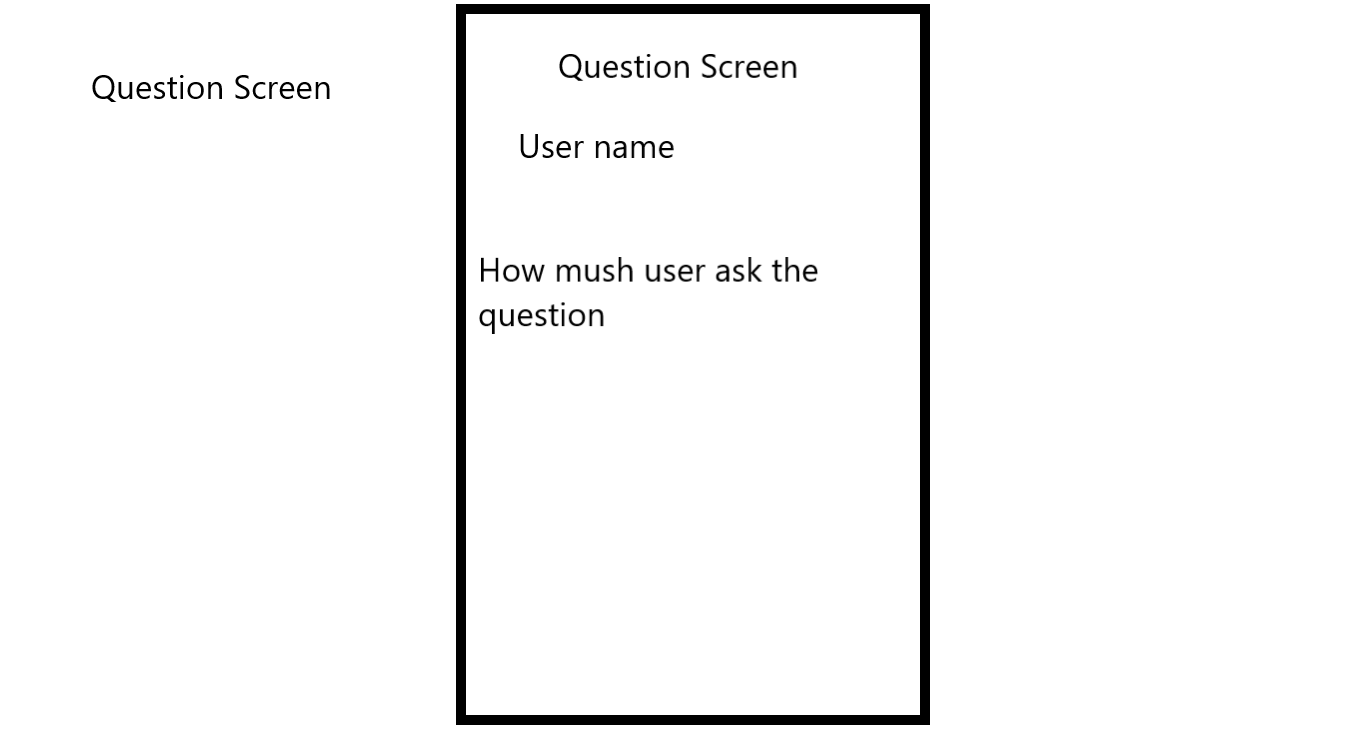 Question Screen
Question Screen
User name
How mush user ask the
question